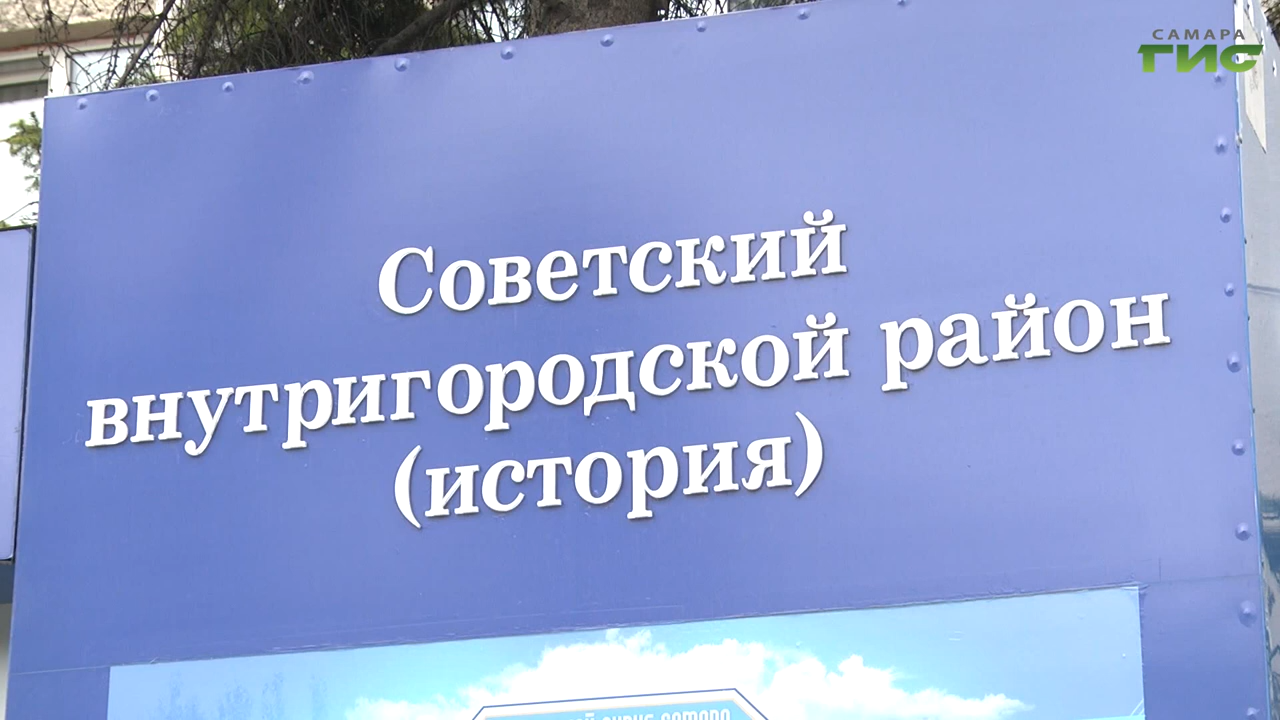 САМАРА
ГИС
Советский
внутригородской район
(история)